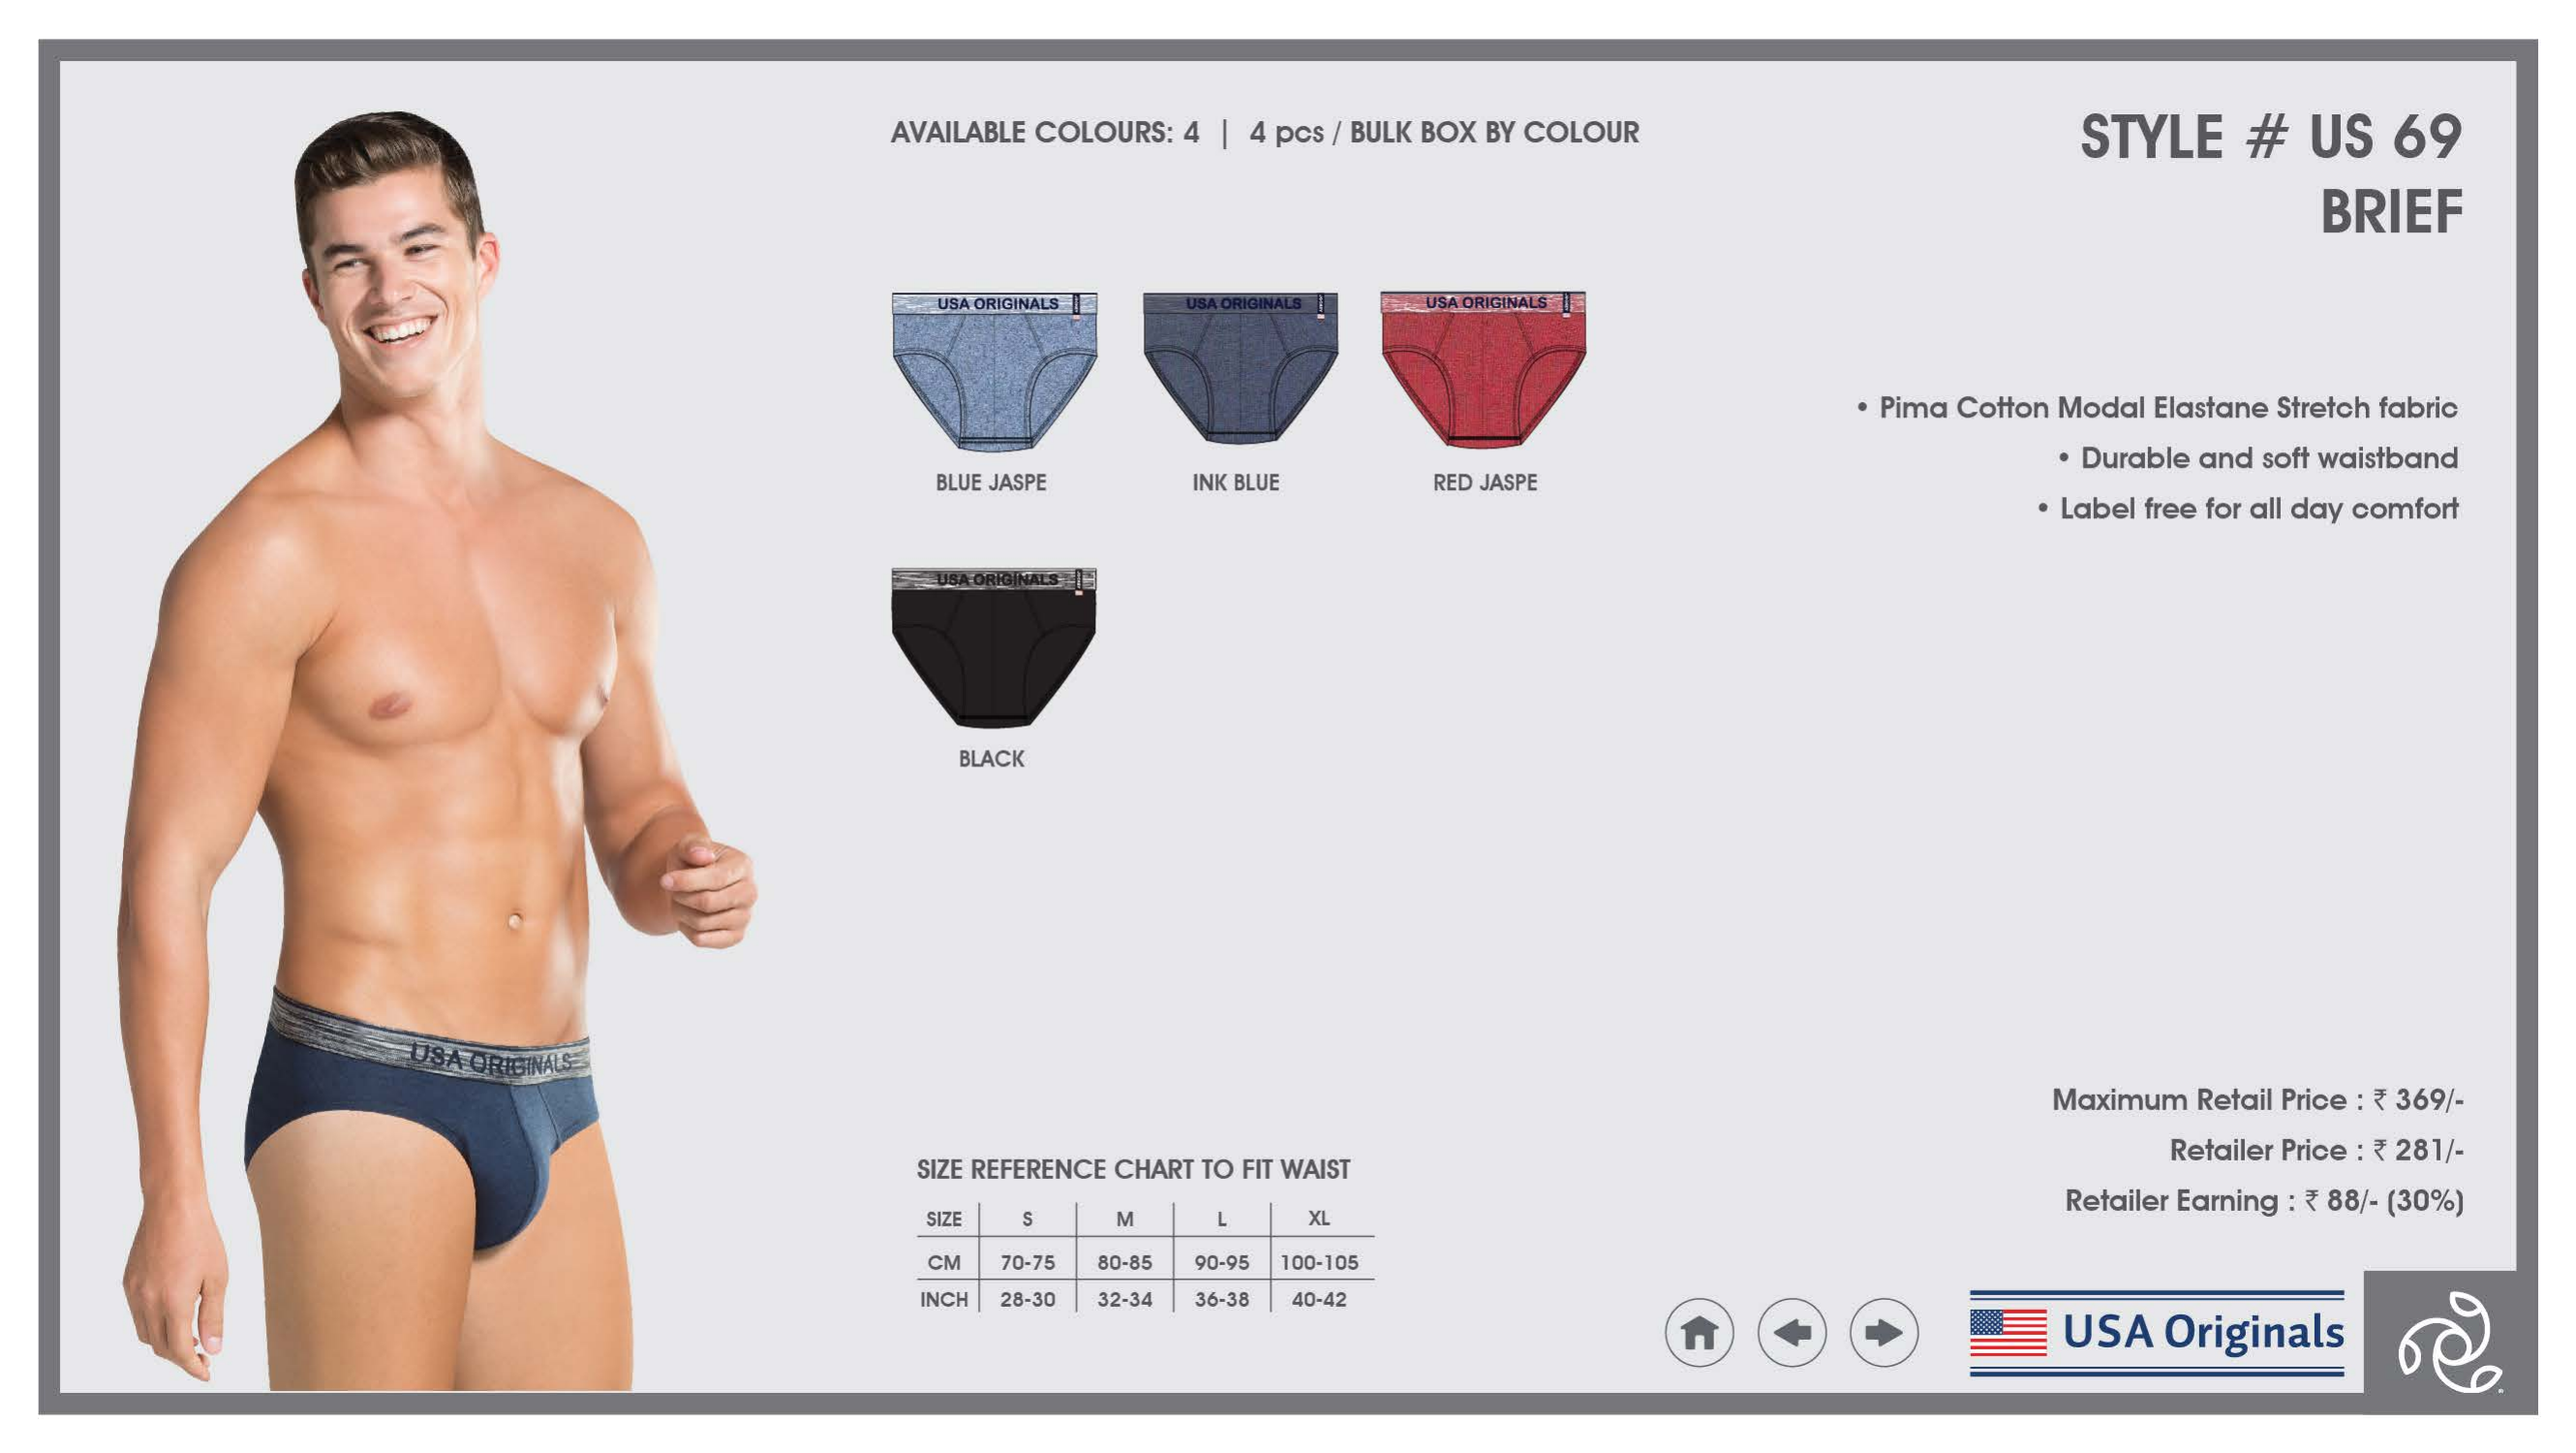 AVAILABLE COLOURS: 4 | 4 pcs / BULK BOX BY COLOUR
STYLE # US 69
BRIEF
USA ORIGINALS
USA ORIGINALS
USA ORIGINALS
BLUE JASPE
INK BLUE
RED JASPE
• Pima Cotton Modal Elastane Stretch fabric
• Durable and soft waistband
• Label free for all day comfort
USA ORIGINALS
BLACK
USA ORIGINALS
SIZE REFERENCE CHART TO FIT WAIST
SIZE S M L XL
CM 70-75 80-85 90-95 100-105
INCH 28-30 32-34 36-38 40-42
Maximum Retail Price : ₹ 369/-
Retailer Price : ₹ 281/-
Retailer Earning : ₹ 88/- (30%)
USA Originals